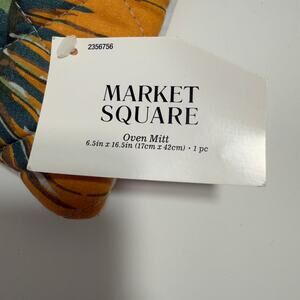 2356756
MARKET
SQUARE
Oven Mitt
6.5in x 16.5in (17cm x 42cm) • 1 pc